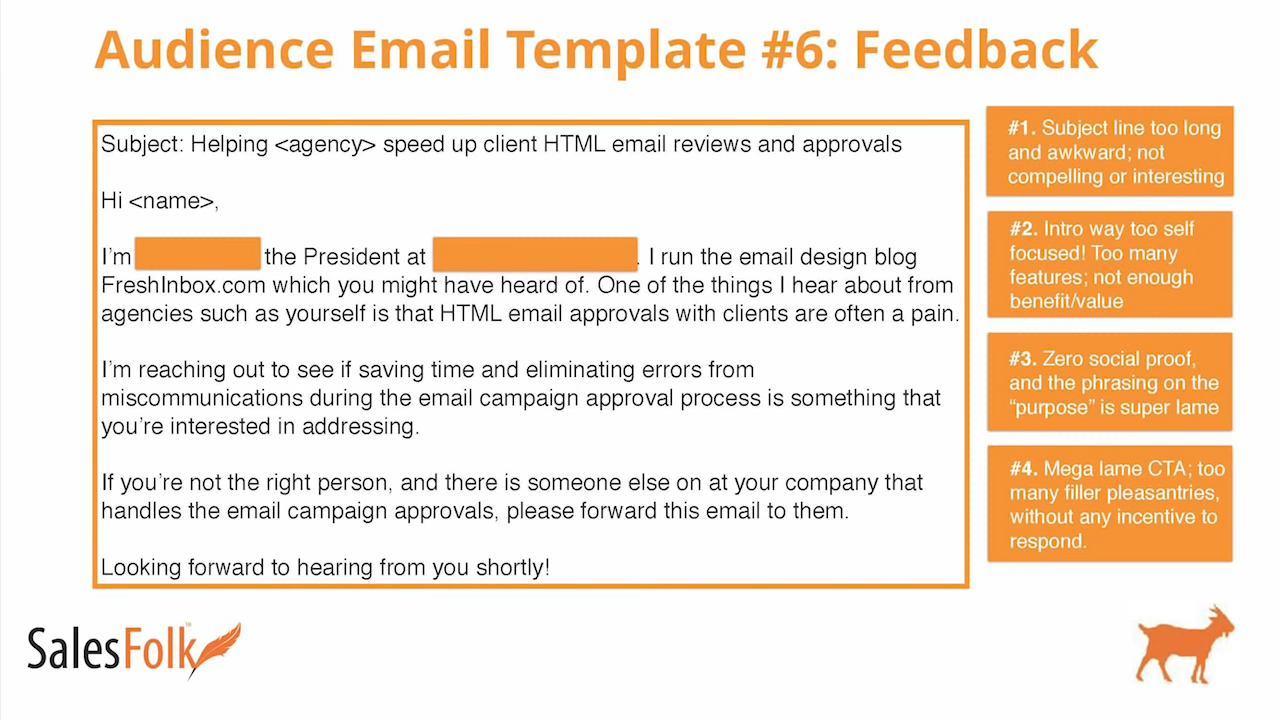 Audience Email Template #6: Feedback
Subject: Helping <agency> speed up client HTML email reviews and approvals
Hi <name>,
I’m the President at . I run the email design blog
FreshInbox.com which you might have heard of. One of the things I hear about from
agencies such as yourself is that HTML email approvals with clients are often a pain.
I’m reaching out to see if saving time and eliminating errors from
miscommunications during the email campaign approval process is something that
you’re interested in addressing.
If you’re not the right person, and there is someone else on at your company that
handles the email campaign approvals, please forward this email to them.
Looking forward to hearing from you shortly!
#1. Subject line too long
and awkward; not
compelling or interesting
#2. Intro way too self
focused! Too many
features; not enough
benefit/value
#3. Zero social proof,
and the phrasing on the
“purpose” is super lame
#4. Mega lame CTA; too
many filler pleasantries,
without any incentive to
respond.
SalesFolk™